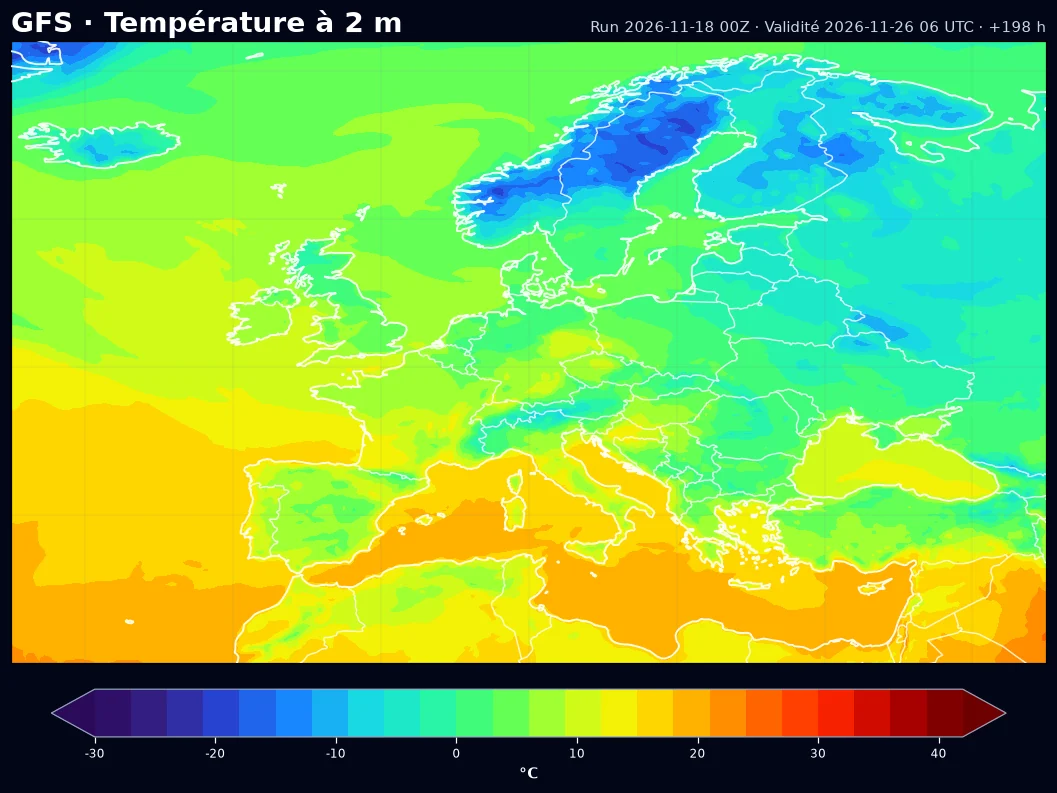 GFS · Température à 2 m
Run 2026-11-18 00Z · Validité 2026-11-26 06 UTC · +198 h
-30 -20 -10 0 10 20 30 40
°C